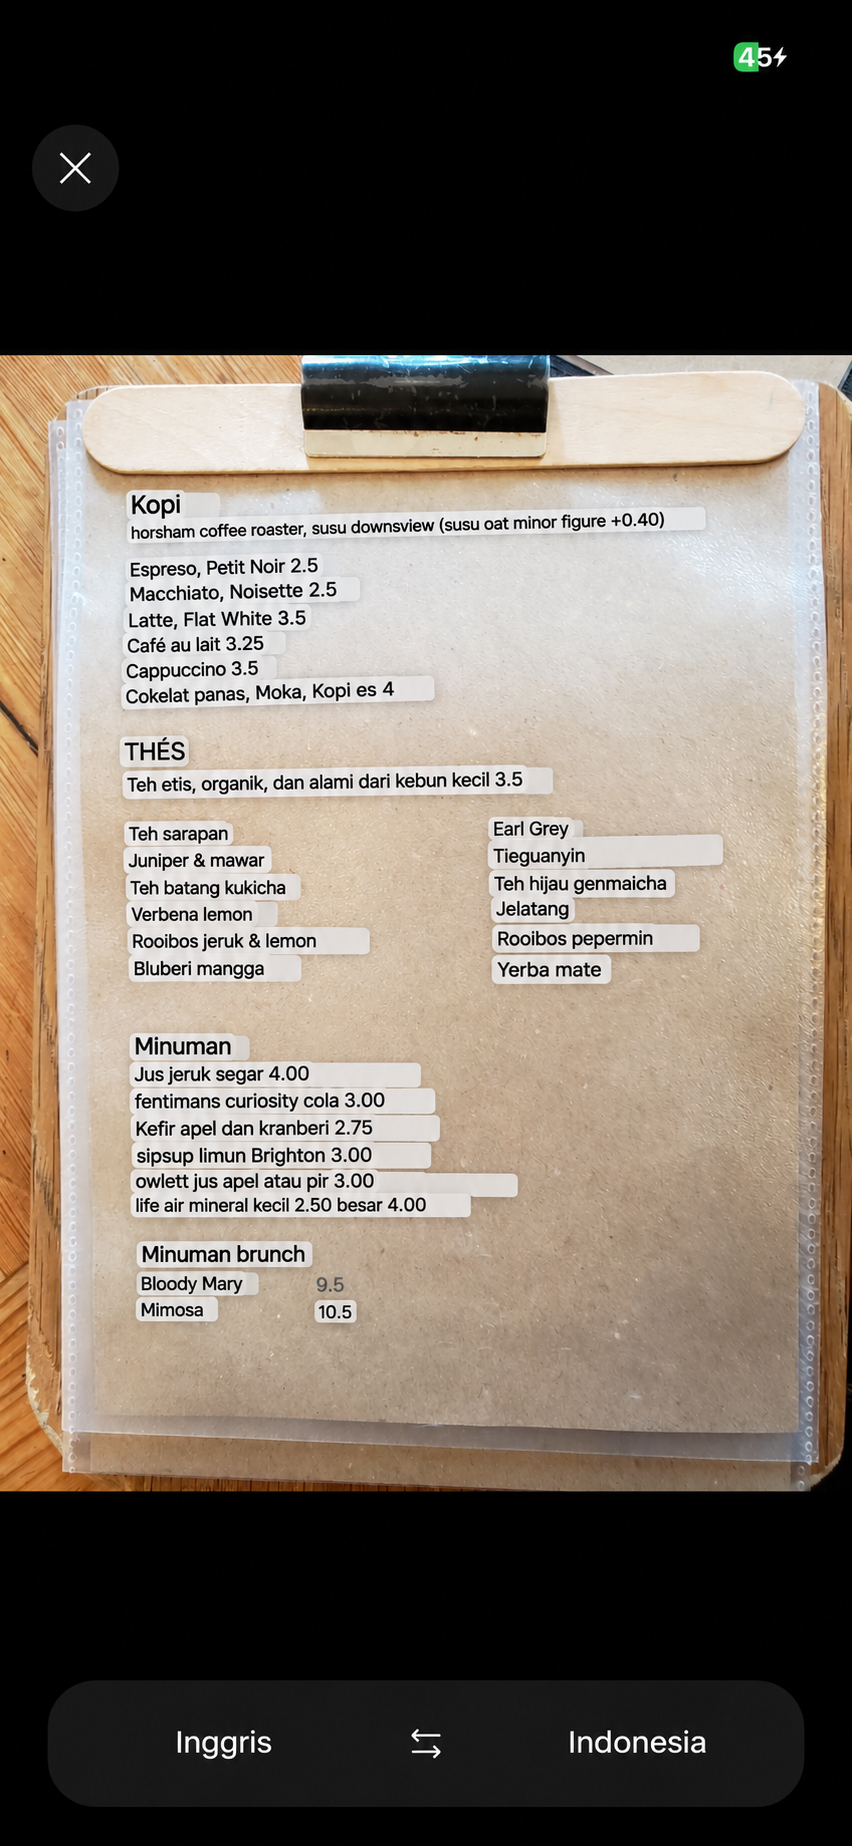 45
Kopi
horsham coffee roaster, susu downsview (susu oat minor figure +0.40)
Espreso, Petit Noir 2.5
Macchiato, Noisette 2.5
Latte, Flat White 3.5
Café au lait 3.25
Cappuccino 3.5
Cokelat panas, Moka, Kopi es 4
THÉS
Teh etis, organik, dan alami dari kebun kecil 3.5
Teh sarapan
Juniper & mawar
Teh batang kukicha
Verbena lemon
Rooibos jeruk & lemon
Bluberi mangga
Earl Grey
Tieguanyin
Teh hijau genmaicha
Jelatang
Rooibos pepermin
Yerba mate
Minuman
Jus jeruk segar 4.00
fentimans curiosity cola 3.00
Kefir apel dan kranberi 2.75
sipsup limun Brighton 3.00
owlett jus apel atau pir 3.00
life air mineral kecil 2.50 besar 4.00
Minuman brunch
Bloody Mary 9.5
Mimosa 10.5
Inggris Indonesia